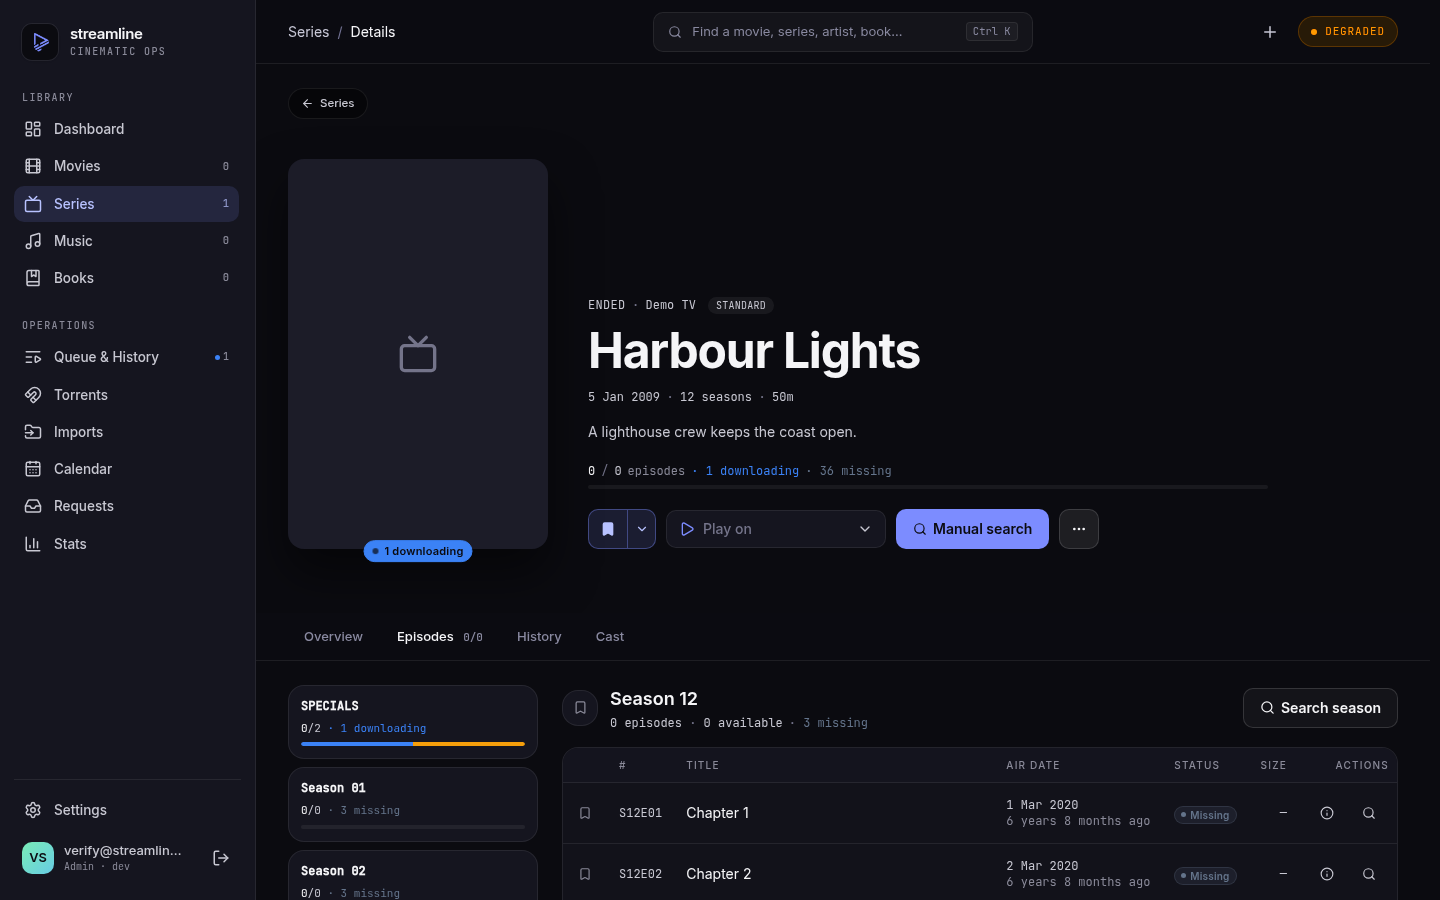 streamline
CINEMATIC OPS
LIBRARY
Dashboard
Movies 0
Series 1
Music 0
Books 0
OPERATIONS
Queue & History 1
Torrents
Imports
Calendar
Requests
Stats
Settings
VS
verify@streamlin...
Admin · dev
Series / Details
Find a movie, series, artist, book...
Ctrl K
DEGRADED
Series
1 downloading
ENDED · Demo TV STANDARD
Harbour Lights
5 Jan 2009 · 12 seasons · 50m
A lighthouse crew keeps the coast open.
0 / 0 episodes · 1 downloading · 36 missing
Play on
Manual search
Overview
Episodes 0/0
History
Cast
SPECIALS
0/2 · 1 downloading
Season 01
0/0 · 3 missing
Season 02
0/0 · 3 missing
Season 12
0 episodes · 0 available · 3 missing
Search season
# TITLE AIR DATE STATUS SIZE ACTIONS
S12E01 Chapter 1 1 Mar 2020 Missing –
6 years 8 months ago
S12E02 Chapter 2 2 Mar 2020 Missing –
6 years 8 months ago